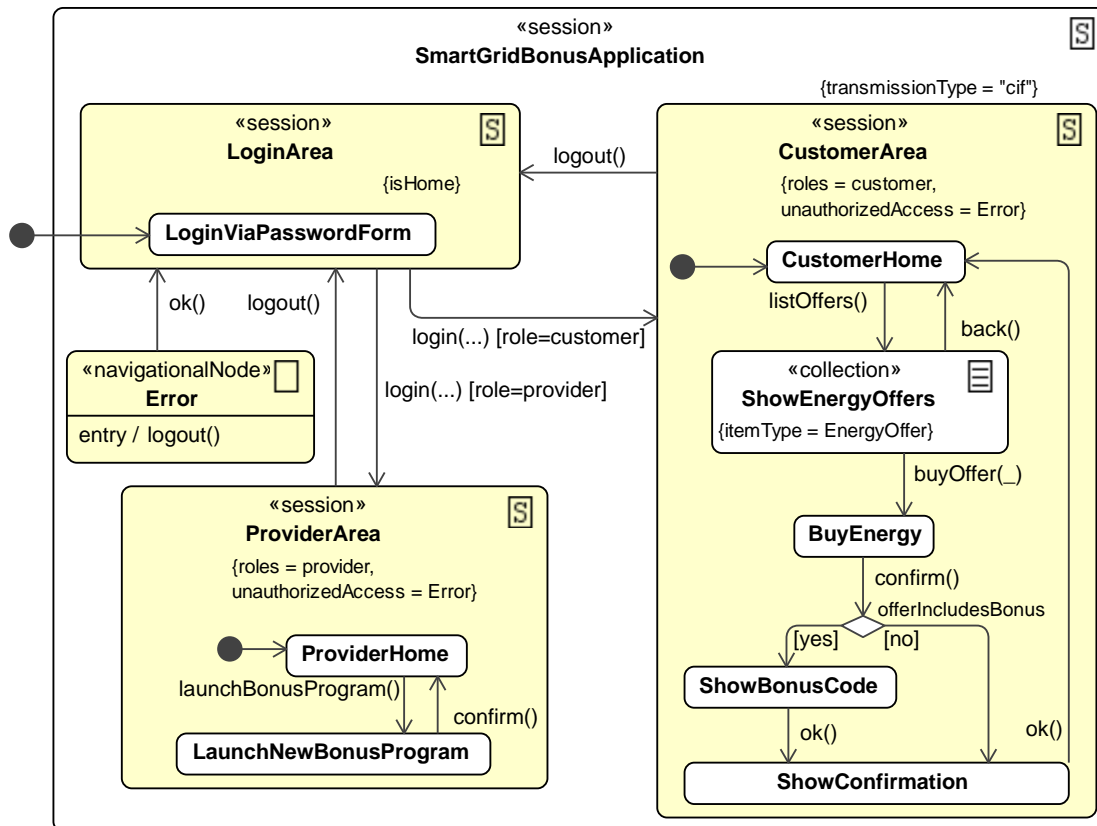 «session»
SmartGridBonusApplication
S
{transmissionType = "cif"}
«session»
LoginArea
S
{isHome}
LoginViaPasswordForm
logout()
«session»
CustomerArea
S
{roles = customer,
unauthorizedAccess = Error}
CustomerHome
listOffers()
back()
ok()
logout()
login(...) [role=customer]
login(...) [role=provider]
«navigationalNode»
Error
entry / logout()
«collection»
ShowEnergyOffers
{itemType = EnergyOffer}
buyOffer(_)
«session»
ProviderArea
S
{roles = provider,
unauthorizedAccess = Error}
ProviderHome
launchBonusProgram()
confirm()
LaunchNewBonusProgram
BuyEnergy
confirm()
offerIncludesBonus
[yes]
[no]
ShowBonusCode
ok()
ok()
ShowConfirmation